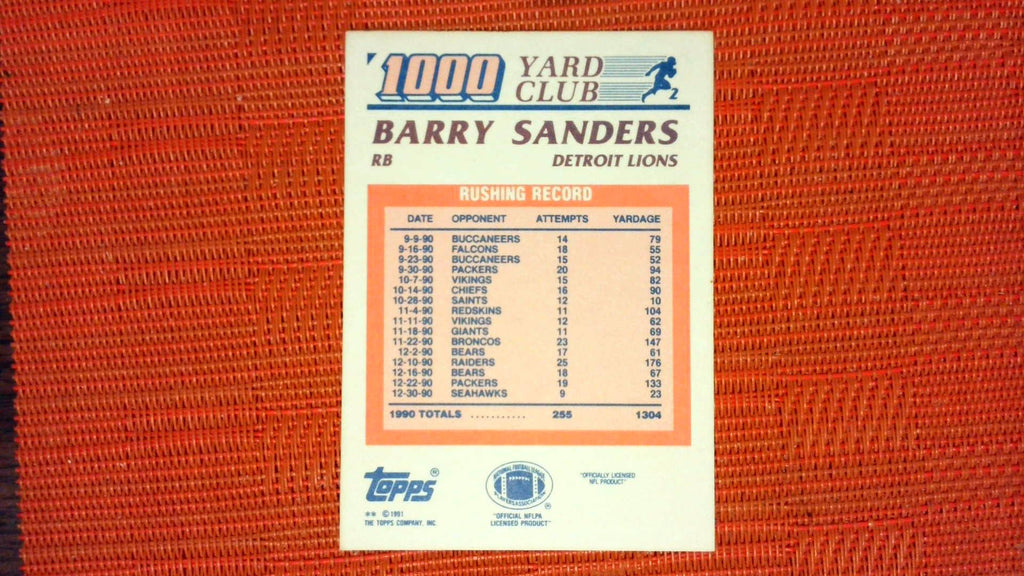 1000 YARD CLUB 2
BARRY SANDERS
RB DETROIT LIONS
RUSHING RECORD
DATE OPPONENT ATTEMPTS YARDAGE
9-9-90 BUCCANEERS 14 79
9-16-90 FALCONS 18 55
9-23-90 BUCCANEERS 15 52
9-30-90 PACKERS 20 94
10-7-90 VIKINGS 15 82
10-14-90 CHIEFS 16 90
10-28-90 SAINTS 12 10
11-4-90 REDSKINS 11 104
11-11-90 VIKINGS 12 62
11-18-90 GIANTS 11 69
11-22-90 BRONCOS 23 147
12-2-90 BEARS 17 61
12-10-90 RAIDERS 25 176
12-16-90 BEARS 18 67
12-22-90 PACKERS 19 133
12-30-90 SEAHAWKS 9 23
1990 TOTALS ........... 255 1304
Topps®
** ©1991
THE TOPPS COMPANY, INC.
NATIONAL FOOTBALL LEAGUE
PLAYERS ASSOCIATION ®
"OFFICIAL NFLPA
LICENSED PRODUCT"
"OFFICIALLY LICENSED
NFL PRODUCT"